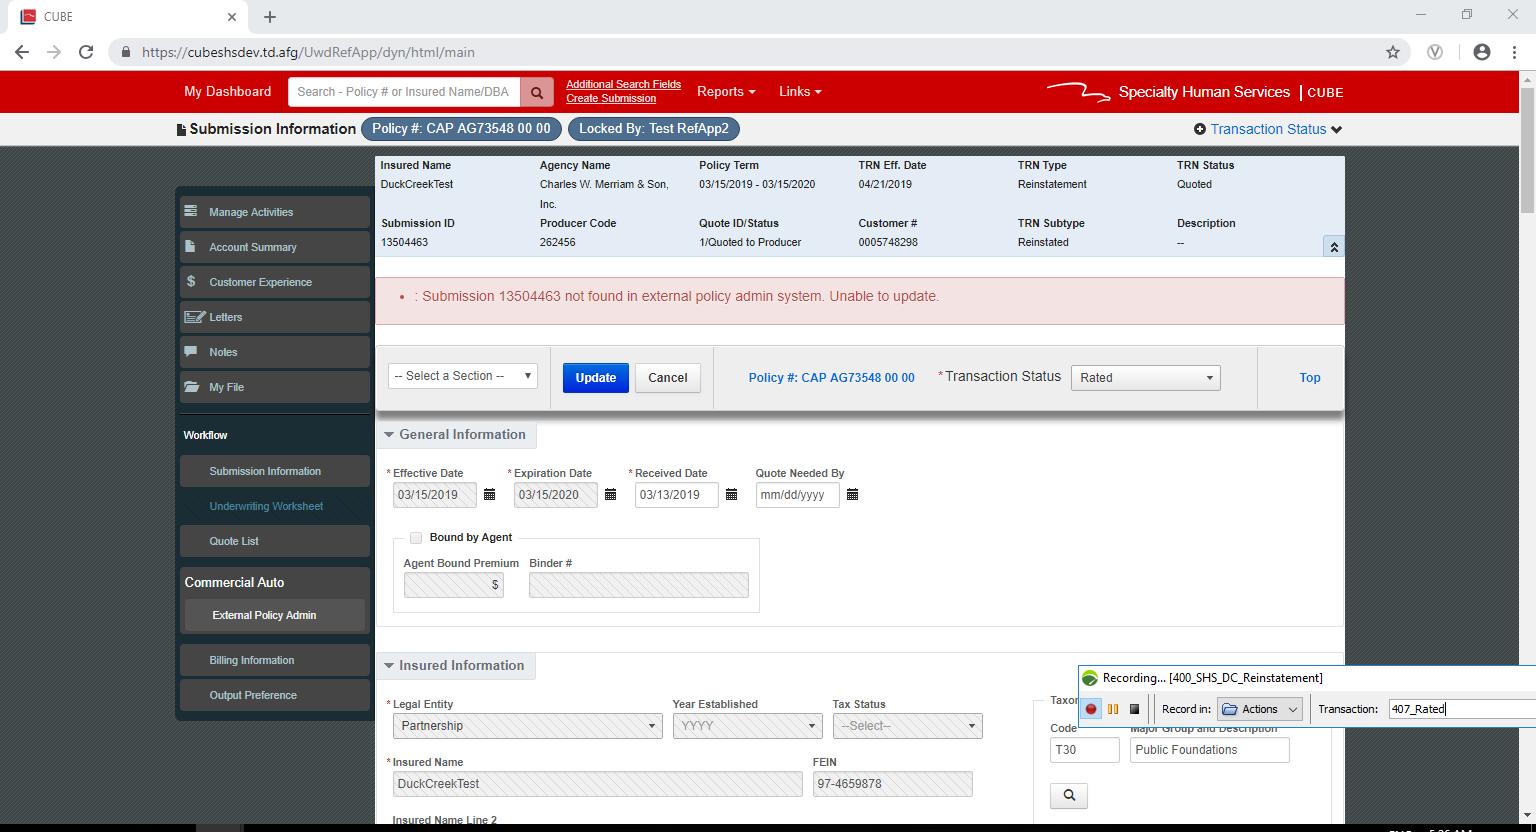 CUBE
https://cubeshsdev.td.afg/UwdRefApp/dyn/html/main
My Dashboard
Search - Policy # or Insured Name/DBA
Additional Search Fields
Create Submission
Reports
Links
Specialty Human Services | CUBE
Submission Information
Policy #: CAP AG73548 00 00
Locked By: Test RefApp2
Transaction Status
Insured Name Agency Name Policy Term TRN Eff. Date TRN Type TRN Status
DuckCreekTest Charles W. Merriam & Son, 03/15/2019 - 03/15/2020 04/21/2019 Reinstatement Quoted
Inc.
Submission ID Producer Code Quote ID/Status Customer # TRN Subtype Description
13504463 262456 1/Quoted to Producer 0005748298 Reinstated --
Manage Activities
Account Summary
Customer Experience
Letters
Notes
My File
Workflow
Submission Information
Underwriting Worksheet
Quote List
Commercial Auto
External Policy Admin
Billing Information
Output Preference
: Submission 13504463 not found in external policy admin system. Unable to update.
-- Select a Section --
Update
Cancel
Policy #: CAP AG73548 00 00
*Transaction Status
Rated
Top
General Information
*Effective Date *Expiration Date *Received Date Quote Needed By
03/15/2019 03/15/2020 03/13/2019 mm/dd/yyyy
Bound by Agent
Agent Bound Premium Binder #
$
Insured Information
*Legal Entity Year Established Tax Status
Partnership YYYY --Select--
*Insured Name FEIN
DuckCreekTest 97-4659878
Insured Name Line 2
Code Major Group and Description
T30 Public Foundations
Recording... [400_SHS_DC_Reinstatement]
Record in: Actions Transaction: 407_Rated